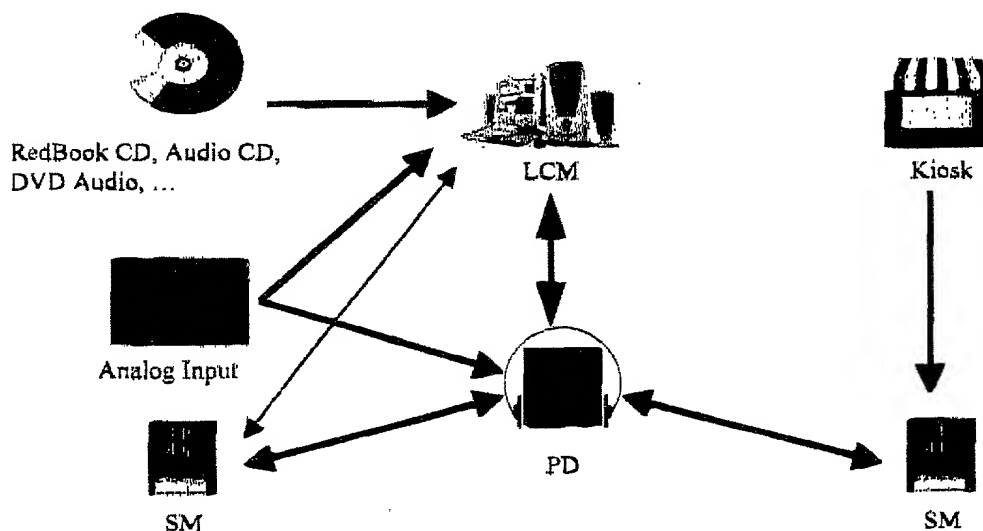 RedBook CD, Audio CD,
DVD Audio, ...
LCM
Kiosk
Analog Input
PD
SM
SM